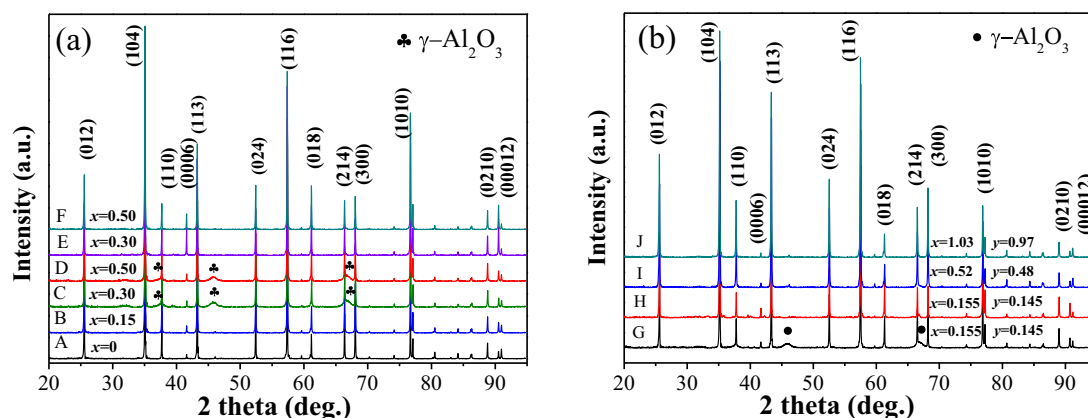 (a)
♣ γ–Al₂O₃
(012)
(104)
(110)
(0006)
(113)
(024)
(116)
(018)
(214)
(300)
(1010)
(0210)
(00012)
F x=0.50
E x=0.30
D x=0.50
C x=0.30
B x=0.15
A x=0
Intensity (a.u.)
20 30 40 50 60 70 80 90
2 theta (deg.)
(b)
• γ–Al₂O₃
(012)
(104)
(110)
(0006)
(113)
(024)
(116)
(018)
(214)
(300)
(1010)
(0210)
(00012)
J x=1.03 y=0.97
I x=0.52 y=0.48
H x=0.155 y=0.145
G x=0.155 y=0.145
Intensity (a.u.)
20 30 40 50 60 70 80 90
2 theta (deg.)